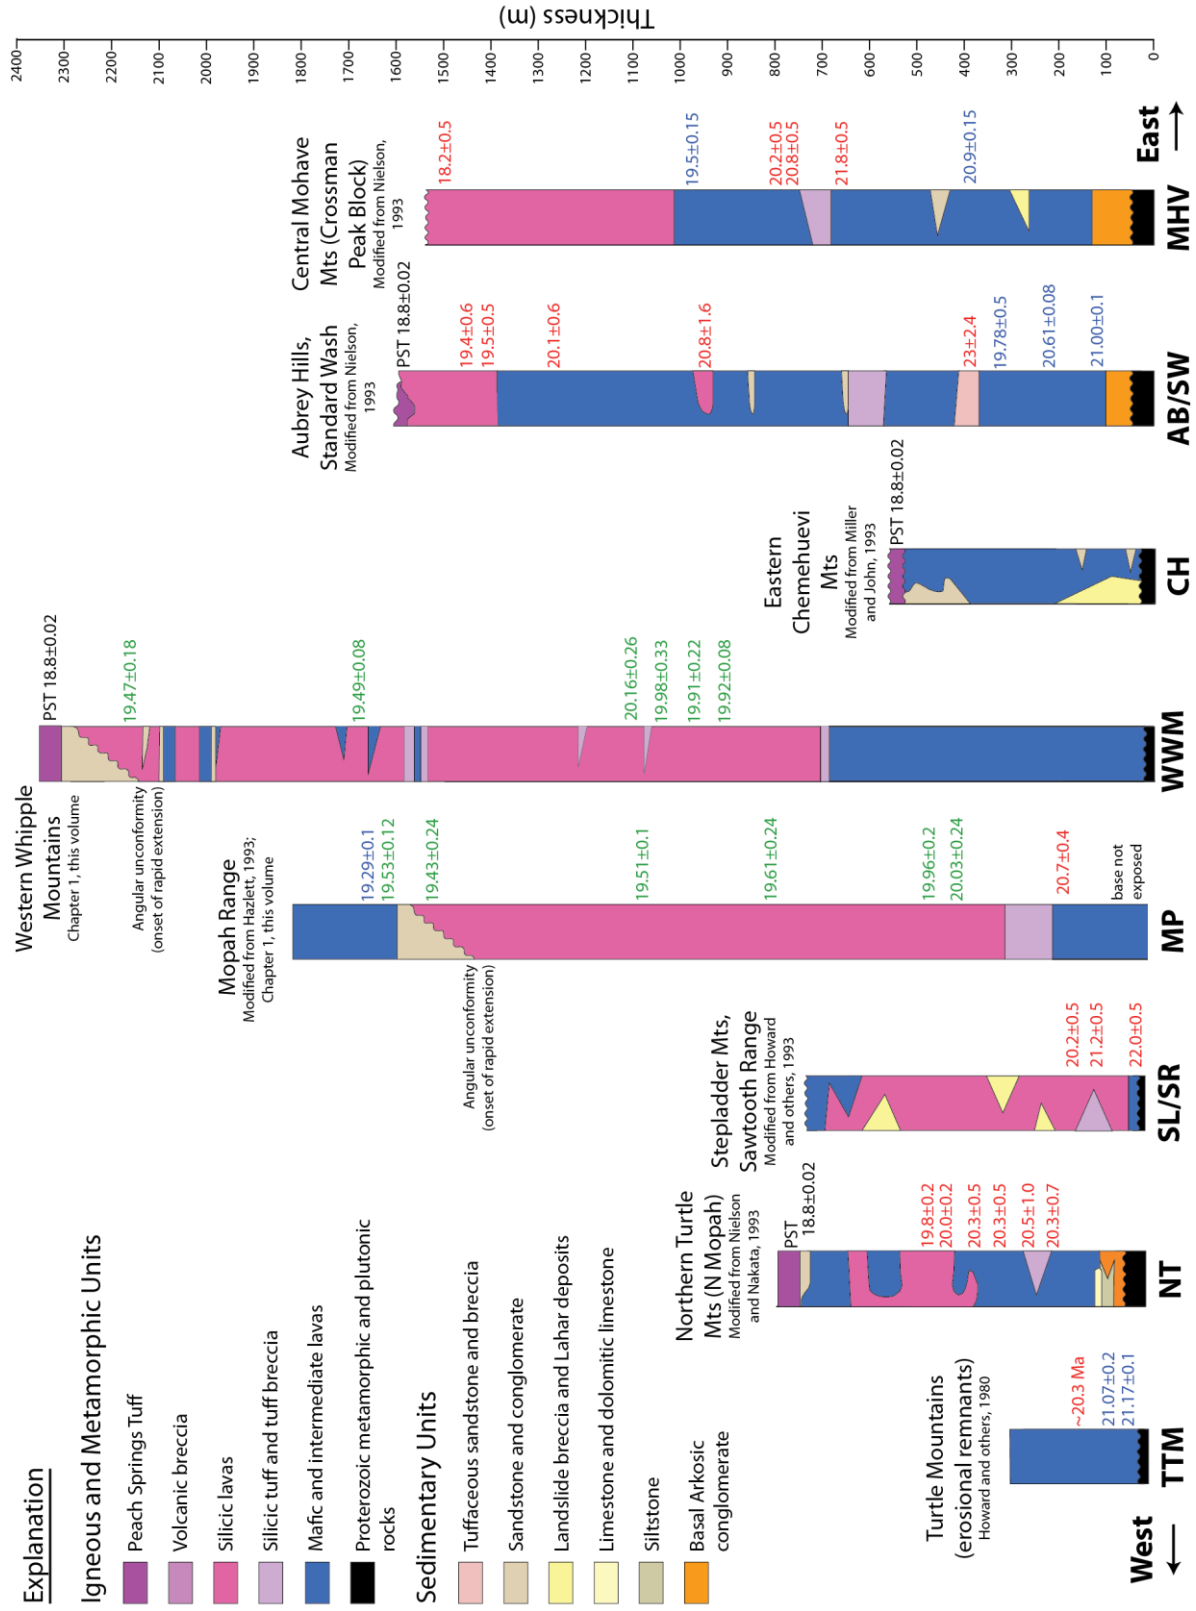 Explanation
Igneous and Metamorphic Units
Peach Springs Tuff
Volcanic breccia
Silicic lavas
Silicic tuff and tuff breccia
Mafic and intermediate lavas
Proterozoic metamorphic and plutonic
rocks
Sedimentary Units
Tuffaceous sandstone and breccia
Sandstone and conglomerate
Landslide breccia and Lahar deposits
Limestone and dolomitic limestone
Siltstone
Basal Arkosic
conglomerate
West
Turtle Mountains
(erosional remnants)
Howard and others, 1980
~20.3 Ma
21.07±0.2
21.17±0.1
TTM
Northern Turtle
Mts (N Mopah)
Modified from Nielson
and Nakata, 1993
PST
18.8±0.02
19.8±0.2
20.0±0.2
20.3±0.5
20.3±0.5
20.5±1.0
20.3±0.7
NT
Stepladder Mts,
Sawtooth Range
Modified from Howard
and others, 1993
20.2±0.5
21.2±0.5
22.0±0.5
SL/SR
Mopah Range
Modified from Hazlett, 1993;
Chapter 1, this volume
Angular unconformity
(onset of rapid extension)
19.29±0.1
19.53±0.12
19.43±0.24
19.51±0.1
19.61±0.24
19.96±0.2
20.03±0.24
20.7±0.4
base not
exposed
MP
Western Whipple
Mountains
Chapter 1, this volume
Angular unconformity
(onset of rapid extension)
PST 18.8±0.02
19.47±0.18
19.49±0.08
20.16±0.26
19.98±0.33
19.91±0.22
19.92±0.08
WWM
Eastern
Chemehuevi
Mts
Modified from Miller
and John, 1993
PST 18.8±0.02
CH
Aubrey Hills,
Standard Wash
Modified from Nielson,
1993
PST 18.8±0.02
19.4±0.6
19.5±0.5
20.1±0.6
20.8±1.6
23±2.4
19.78±0.5
20.61±0.08
21.00±0.1
AB/SW
Central Mohave
Mts (Crossman
Peak Block)
Modified from Nielson,
1993
18.2±0.5
19.5±0.15
20.2±0.5
20.8±0.5
21.8±0.5
20.9±0.15
MHV
East
Thickness (m)
2400
2300
2200
2100
2000
1900
1800
1700
1600
1500
1400
1300
1200
1100
1000
900
800
700
600
500
400
300
200
100
0